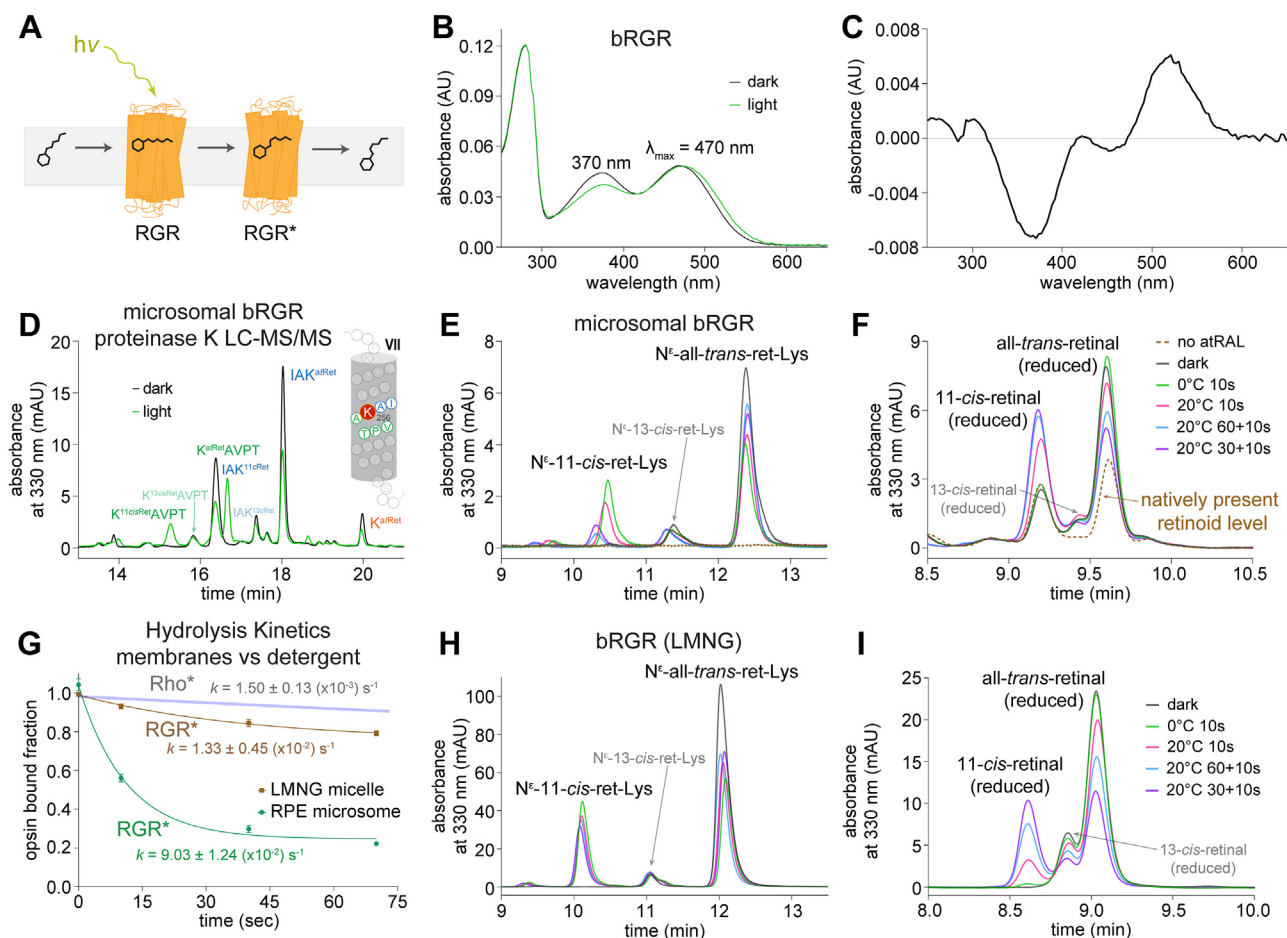 A
hν
RGR
RGR*
B
bRGR
absorbance (AU)
0.12
0.09
0.06
0.03
0.00
dark
light
370 nm
λmax = 470 nm
300
400
500
600
wavelength (nm)
C
absorbance (AU)
0.008
0.004
0.000
-0.004
-0.008
300
400
500
600
wavelength (nm)
D
microsomal bRGR
proteinase K LC-MS/MS
absorbance
at 330 nm (mAU)
20
15
10
5
0
dark
light
IAKatRet
KatRetAVPT
IAK11cRet
K13cisRetAVPT
K11cisRetAVPT
IAK13cRet
KatRet
VII
A
K
A
I
256
T
P
V
14
16
18
20
time (min)
E
microsomal bRGR
absorbance
at 330 nm (mAU)
8
6
4
2
0
Nε-all-trans-ret-Lys
Nε-13-cis-ret-Lys
Nε-11-cis-ret-Lys
9
10
11
12
13
time (min)
F
absorbance
at 330 nm (mAU)
9
6
3
0
all-trans-retinal
(reduced)
11-cis-retinal
(reduced)
13-cis-retinal
(reduced)
no atRAL
dark
0°C 10s
20°C 10s
20°C 60+10s
20°C 30+10s
natively present
retinoid level
8.5
9.0
9.5
10.0
10.5
time (min)
G
Hydrolysis Kinetics
membranes vs detergent
opsin bound fraction
1.0
0.8
0.6
0.4
0.2
0.0
Rho*
k = 1.50 ± 0.13 (x10-3) s-1
RGR*
k = 1.33 ± 0.45 (x10-2) s-1
LMNG micelle
RPE microsome
RGR*
k = 9.03 ± 1.24 (x10-2) s-1
0
15
30
45
60
75
time (sec)
H
bRGR (LMNG)
absorbance
at 330 nm (mAU)
100
80
60
40
20
0
Nε-all-trans-ret-Lys
Nε-13-cis-ret-Lys
Nε-11-cis-ret-Lys
9
10
11
12
13
time (min)
I
absorbance
at 330 nm (mAU)
25
20
15
10
5
0
all-trans-retinal
(reduced)
11-cis-retinal
(reduced)
13-cis-retinal
(reduced)
dark
0°C 10s
20°C 10s
20°C 60+10s
20°C 30+10s
8.0
8.5
9.0
9.5
10.0
time (min)